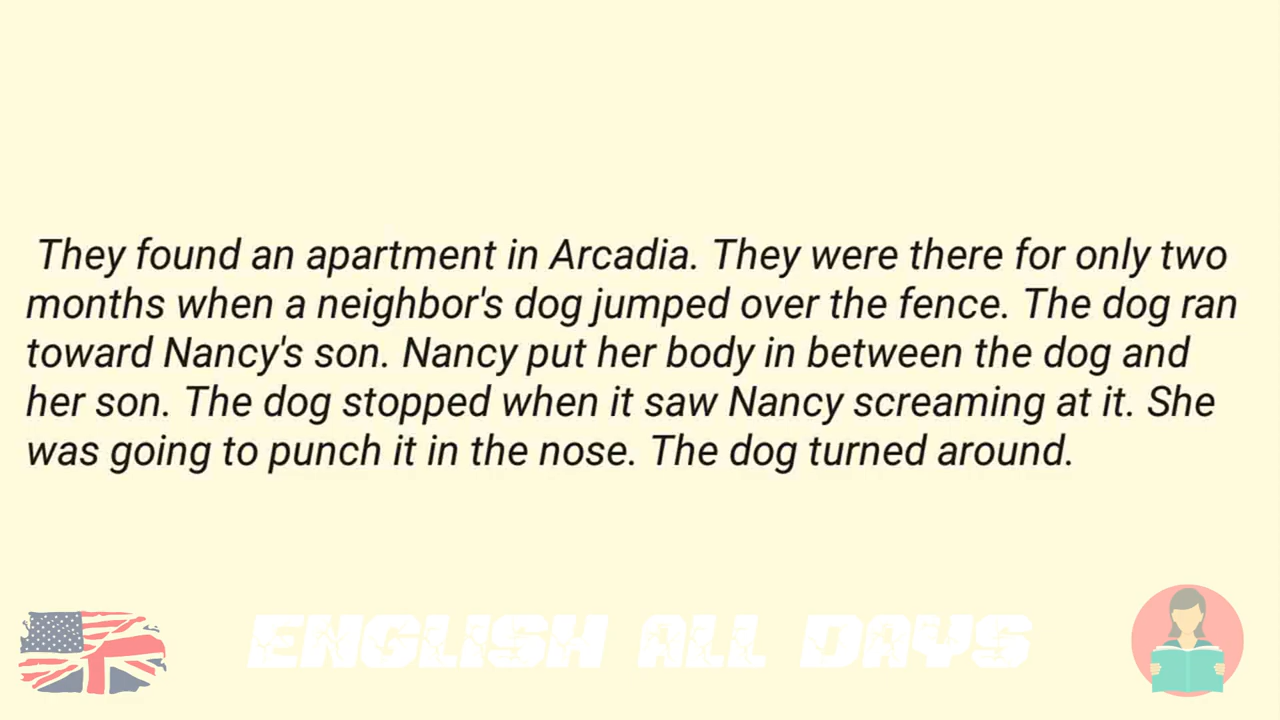 They found an apartment in Arcadia. They were there for only two
months when a neighbor's dog jumped over the fence. The dog ran
toward Nancy's son. Nancy put her body in between the dog and
her son. The dog stopped when it saw Nancy screaming at it. She
was going to punch it in the nose. The dog turned around.
ENGLISH ALL DAYS